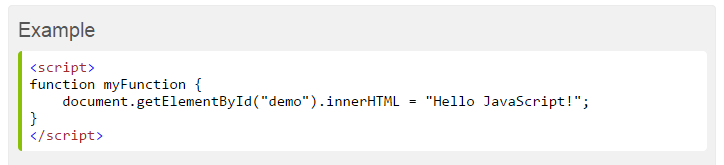 Example
<script>
function myFunction {
    document.getElementById("demo").innerHTML = "Hello JavaScript!";
}
</script>